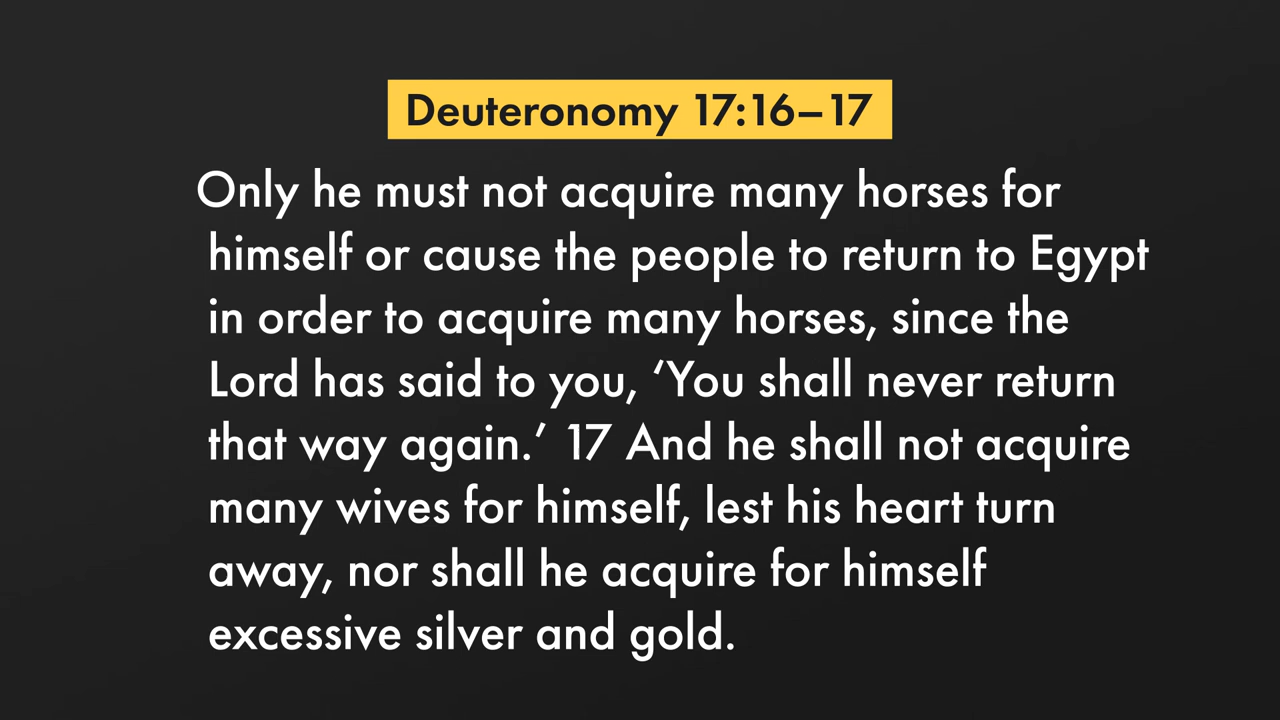 Deuteronomy 17:16–17
Only he must not acquire many horses for
himself or cause the people to return to Egypt
in order to acquire many horses, since the
Lord has said to you, ‘You shall never return
that way again.’ 17 And he shall not acquire
many wives for himself, lest his heart turn
away, nor shall he acquire for himself
excessive silver and gold.